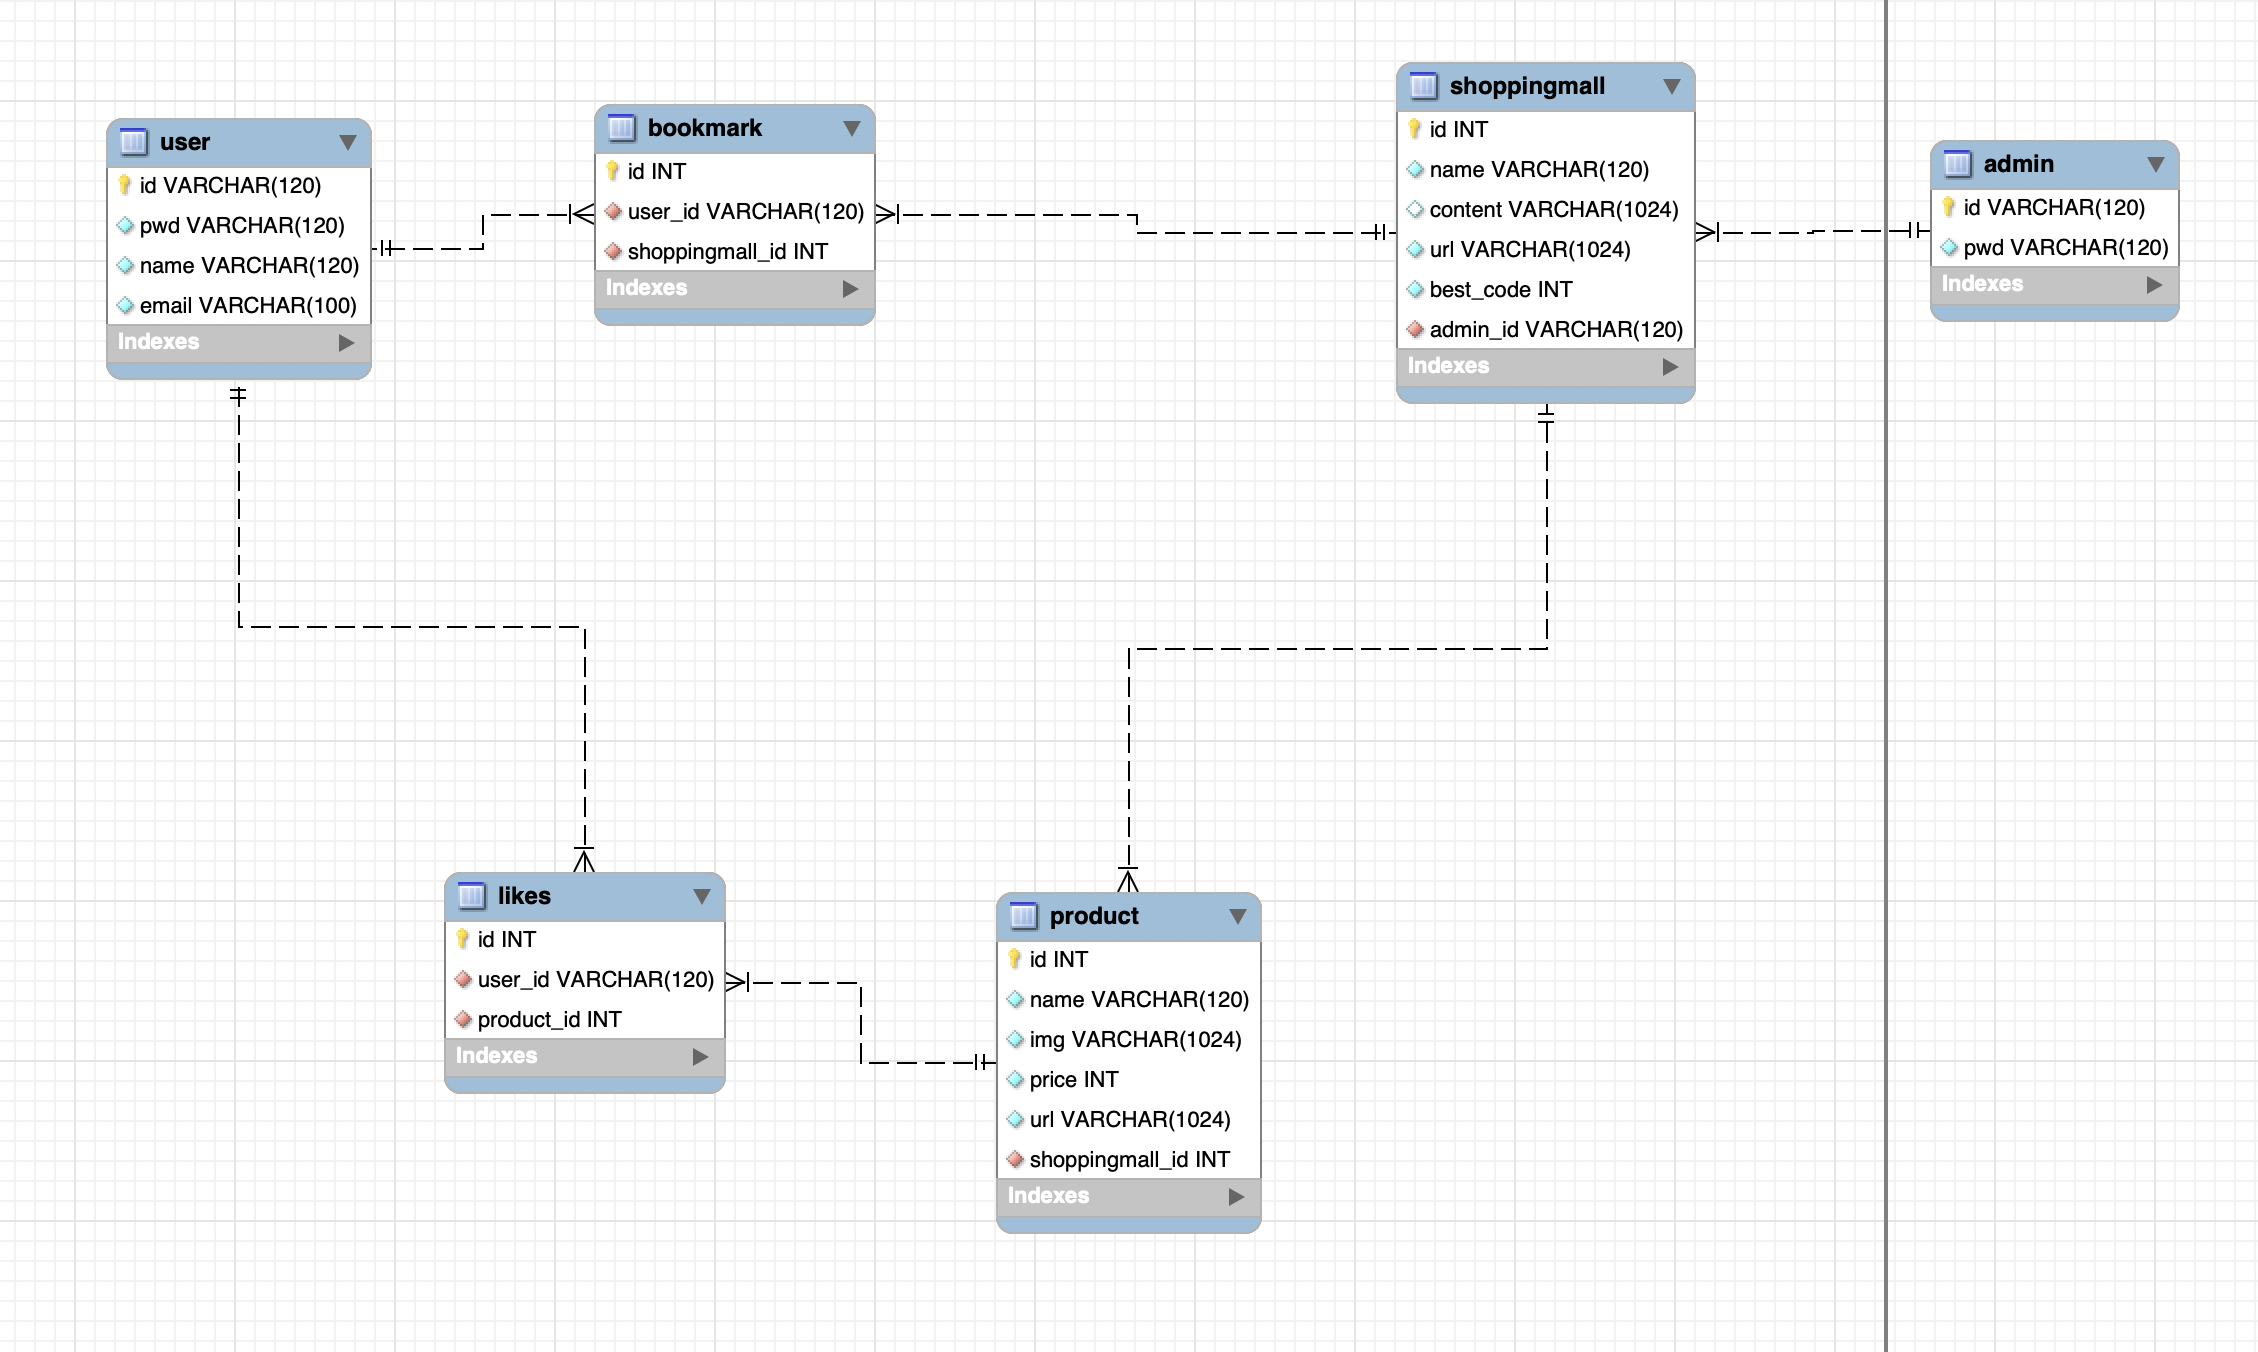 user
id VARCHAR(120)
pwd VARCHAR(120)
name VARCHAR(120)
email VARCHAR(100)
Indexes
bookmark
id INT
user_id VARCHAR(120)
shoppingmall_id INT
Indexes
shoppingmall
id INT
name VARCHAR(120)
content VARCHAR(1024)
url VARCHAR(1024)
best_code INT
admin_id VARCHAR(120)
Indexes
admin
id VARCHAR(120)
pwd VARCHAR(120)
Indexes
likes
id INT
user_id VARCHAR(120)
product_id INT
Indexes
product
id INT
name VARCHAR(120)
img VARCHAR(1024)
price INT
url VARCHAR(1024)
shoppingmall_id INT
Indexes